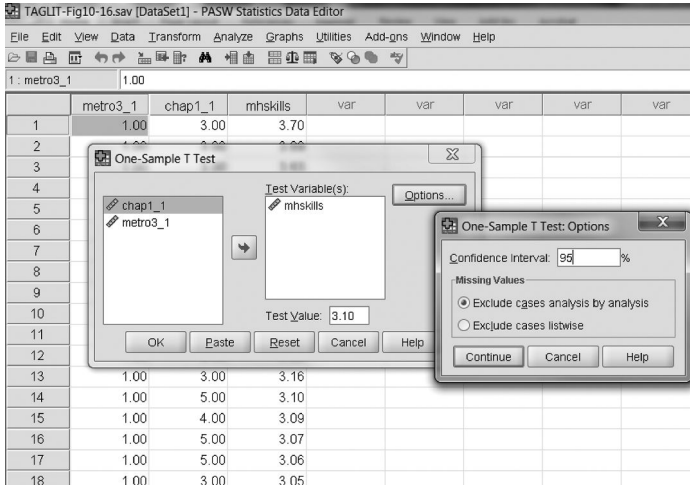 TAGLIT-Fig10-16.sav [DataSet1] - PASW Statistics Data Editor
File Edit View Data Transform Analyze Graphs Utilities Add-ons Window Help
1 : metro3_1 1.00
metro3_1 chap1_1 mhskills var var var var var
1 1.00 3.00 3.70
2
3
4
5
6
7
8
9
10
11
12
13 1.00 3.00 3.16
14 1.00 5.00 3.10
15 1.00 4.00 3.09
16 1.00 5.00 3.07
17 1.00 5.00 3.06
18 1.00 3.00 3.05
One-Sample T Test
chap1_1
metro3_1
Test Variable(s):
mhskills
Options...
Test Value: 3.10
OK Paste Reset Cancel Help
One-Sample T Test: Options
Confidence Interval: 95 %
Missing Values
Exclude cases analysis by analysis
Exclude cases listwise
Continue Cancel Help